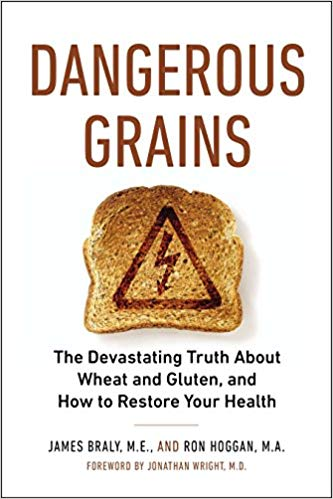 DANGEROUS
GRAINS
The Devastating Truth About
Wheat and Gluten, and
How to Restore Your Health
JAMES BRALY, M.E., AND RON HOGGAN, M.A.
FOREWORD BY JONATHAN WRIGHT, M.D.